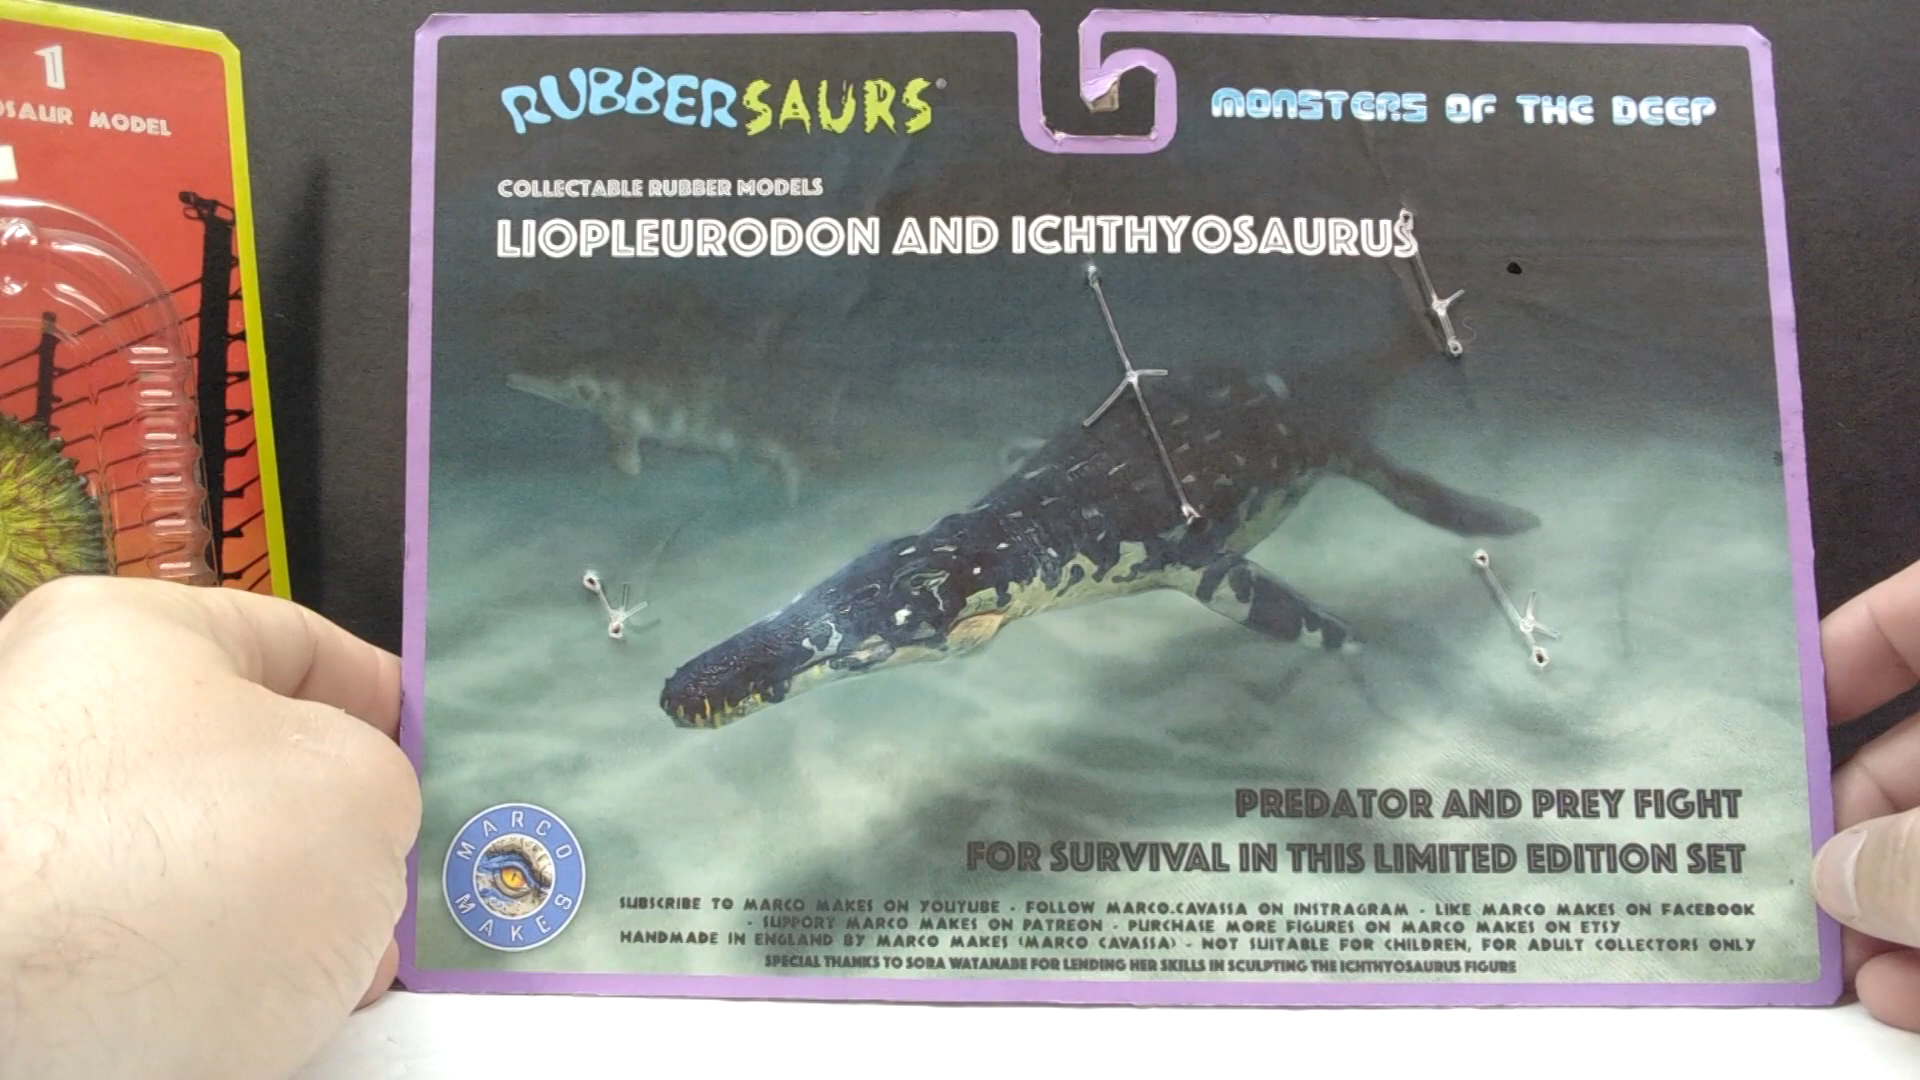 1
OSAUR MODEL
RUBBERSAURS®
MONSTERS OF THE DEEP
COLLECTABLE RUBBER MODELS
LIOPLEURODON AND ICHTHYOSAURUS
PREDATOR AND PREY FIGHT
FOR SURVIVAL IN THIS LIMITED EDITION SET
MARCO
MAKES
SUBSCRIBE TO MARCO MAKES ON YOUTUBE - FOLLOW MARCO.CAVASSA ON INSTRAGRAM - LIKE MARCO MAKES ON FACEBOOK
- SUPPORT MARCO MAKES ON PATREON - PURCHASE MORE FIGURES ON MARCO MAKES ON ETSY
HANDMADE IN ENGLAND BY MARCO MAKES (MARCO CAVASSA) - NOT SUITABLE FOR CHILDREN, FOR ADULT COLLECTORS ONLY
SPECIAL THANKS TO SORA WATANABE FOR LENDING HER SKILLS IN SCULPTING THE ICHTHYOSAURUS FIGURE